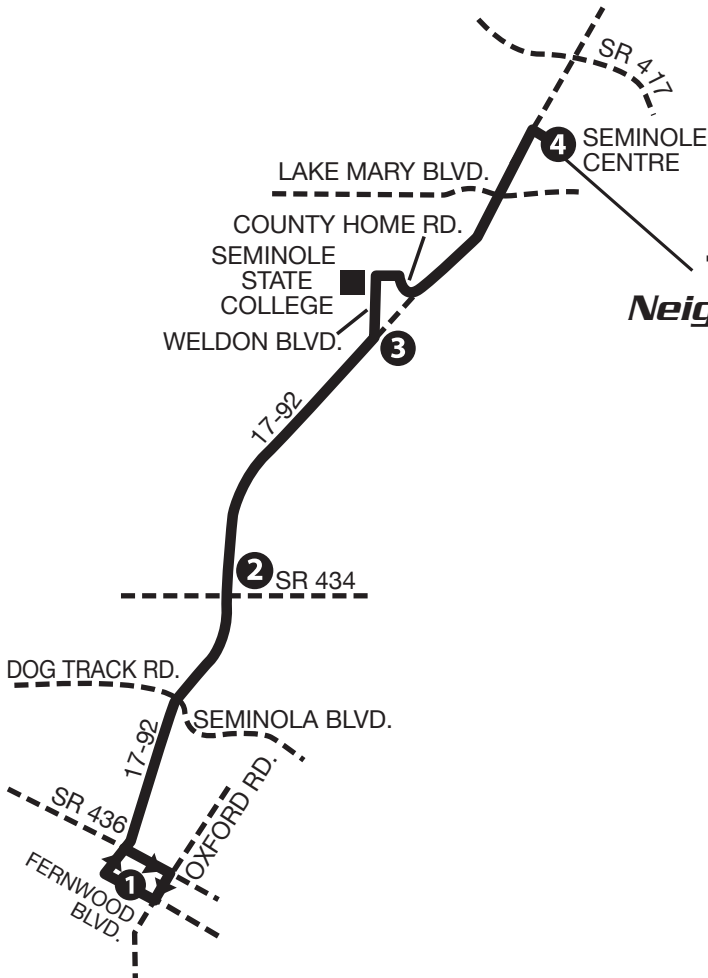 SR 417
4 SEMINOLE
CENTRE
LAKE MARY BLVD.
COUNTY HOME RD.
SEMINOLE
STATE
COLLEGE
Neig
WELDON BLVD.
3
17-92
2 SR 434
DOG TRACK RD.
SEMINOLA BLVD.
17-92
SR 436
OXFORD RD.
FERNWOOD
BLVD.
1